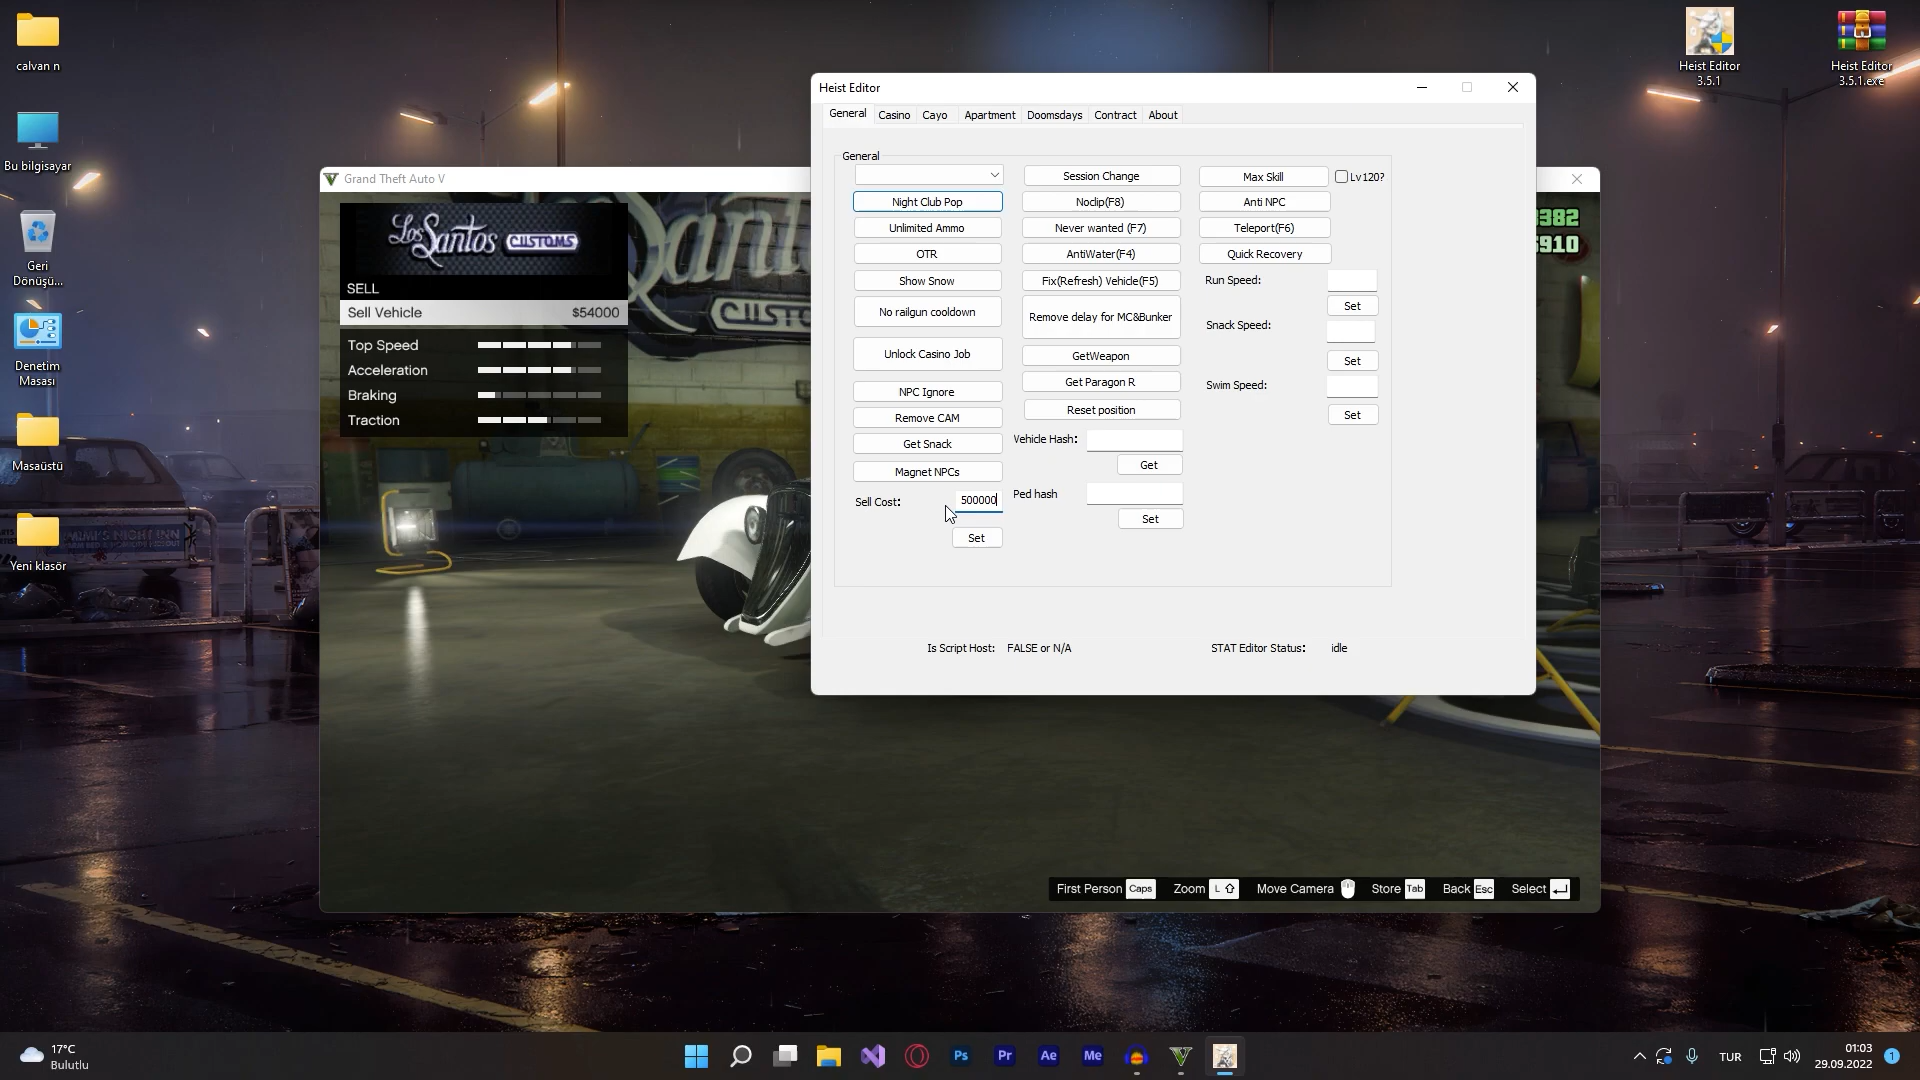 calvan n
Bu bilgisayar
Geri
Dönüşü...
Denetim
Masası
Masaüstü
Yeni klasör
Heist Editor
3.5.1
Heist Editor
3.5.1.exe
Grand Theft Auto V
Los Santos CUSTOMS
SELL
Sell Vehicle $54000
Top Speed
Acceleration
Braking
Traction
382
910
Heist Editor
General Casino Cayo Apartment Doomsdays Contract About
General
Night Club Pop
Unlimited Ammo
OTR
Show Snow
No railgun cooldown
Unlock Casino Job
NPC Ignore
Remove CAM
Get Snack
Magnet NPCs
Sell Cost: 500000
Set
Session Change
Noclip(F8)
Never wanted (F7)
AntiWater(F4)
Fix(Refresh) Vehicle(F5)
Remove delay for MC&Bunker
GetWeapon
Get Paragon R
Reset position
Vehicle Hash:
Get
Ped hash
Set
Max Skill Lv120?
Anti NPC
Teleport(F6)
Quick Recovery
Run Speed:
Set
Snack Speed:
Set
Swim Speed:
Set
Is Script Host: FALSE or N/A STAT Editor Status: idle
First Person Caps Zoom L Move Camera Store Tab Back Esc Select
17°C
Bulutlu
Ps Pr Ae Me
TUR
01:03
29.09.2022
1